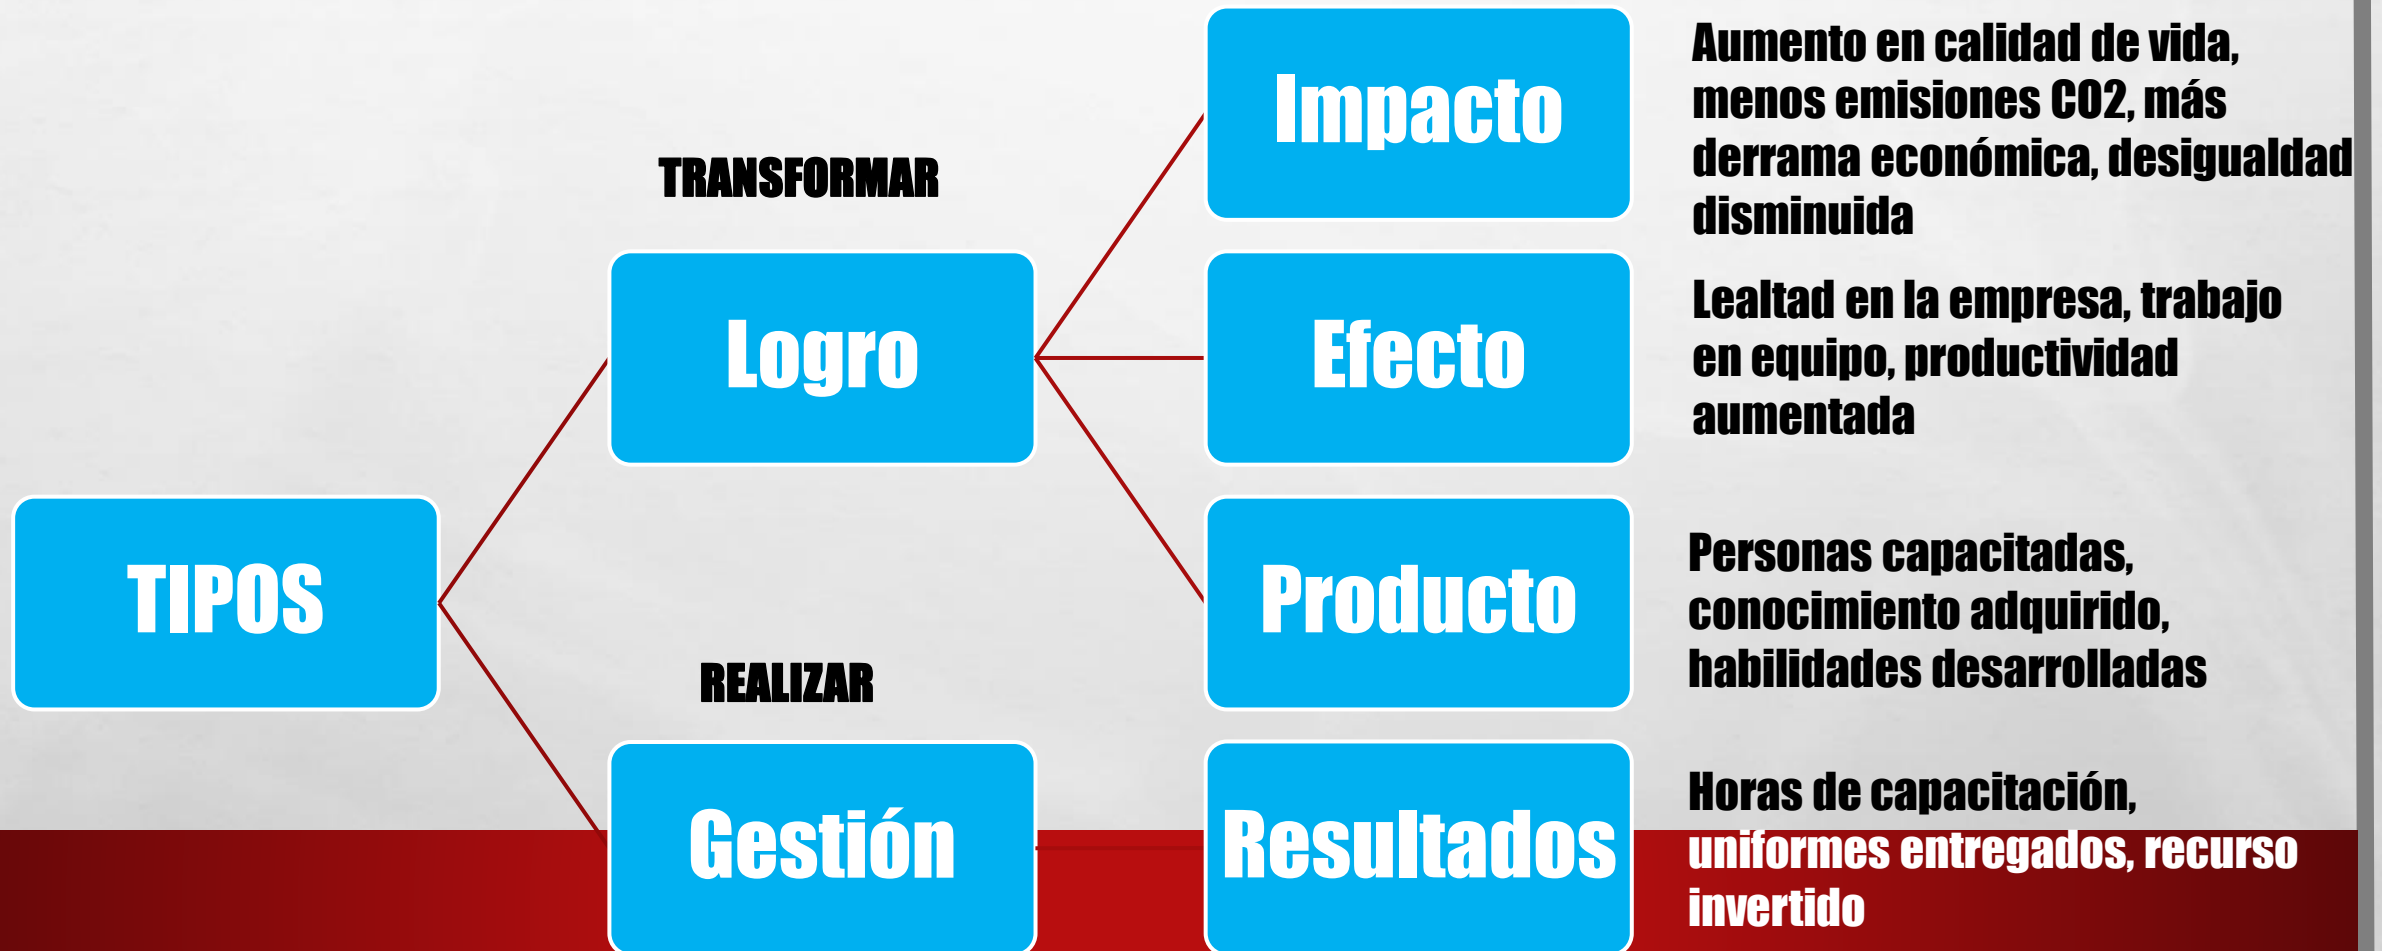 TIPOS
TRANSFORMAR
Logro
REALIZAR
Gestión
Impacto
Aumento en calidad de vida,
menos emisiones CO2, más
derrama económica, desigualdad
disminuida
Efecto
Lealtad en la empresa, trabajo
en equipo, productividad
aumentada
Producto
Personas capacitadas,
conocimiento adquirido,
habilidades desarrolladas
Resultados
Horas de capacitación,
uniformes entregados, recurso
invertido